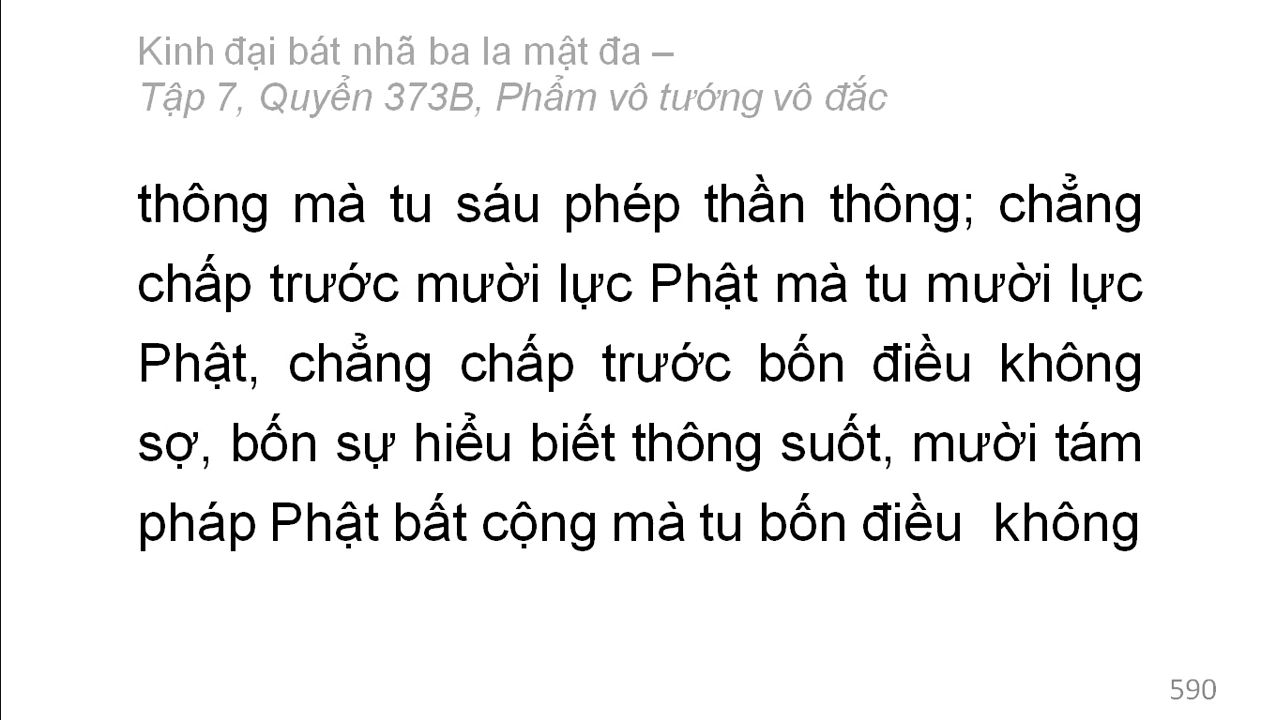 Kinh đại bát nhã ba la mật đa –
Tập 7, Quyển 373B, Phẩm vô tướng vô đắc
thông mà tu sáu phép thần thông; chẳng
chấp trước mười lực Phật mà tu mười lực
Phật, chẳng chấp trước bốn điều không
sợ, bốn sự hiểu biết thông suốt, mười tám
pháp Phật bất cộng mà tu bốn điều  không
590